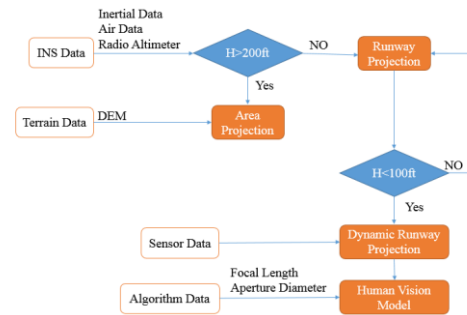 Inertial Data
Air Data
Radio Altimeter
INS Data
H>200ft
NO
Runway
Projection
Yes
Terrain Data
DEM
Area
Projection
H<100ft
NO
Yes
Sensor Data
Dynamic Runway
Projection
Focal Length
Aperture Diameter
Algorithm Data
Human Vision
Model